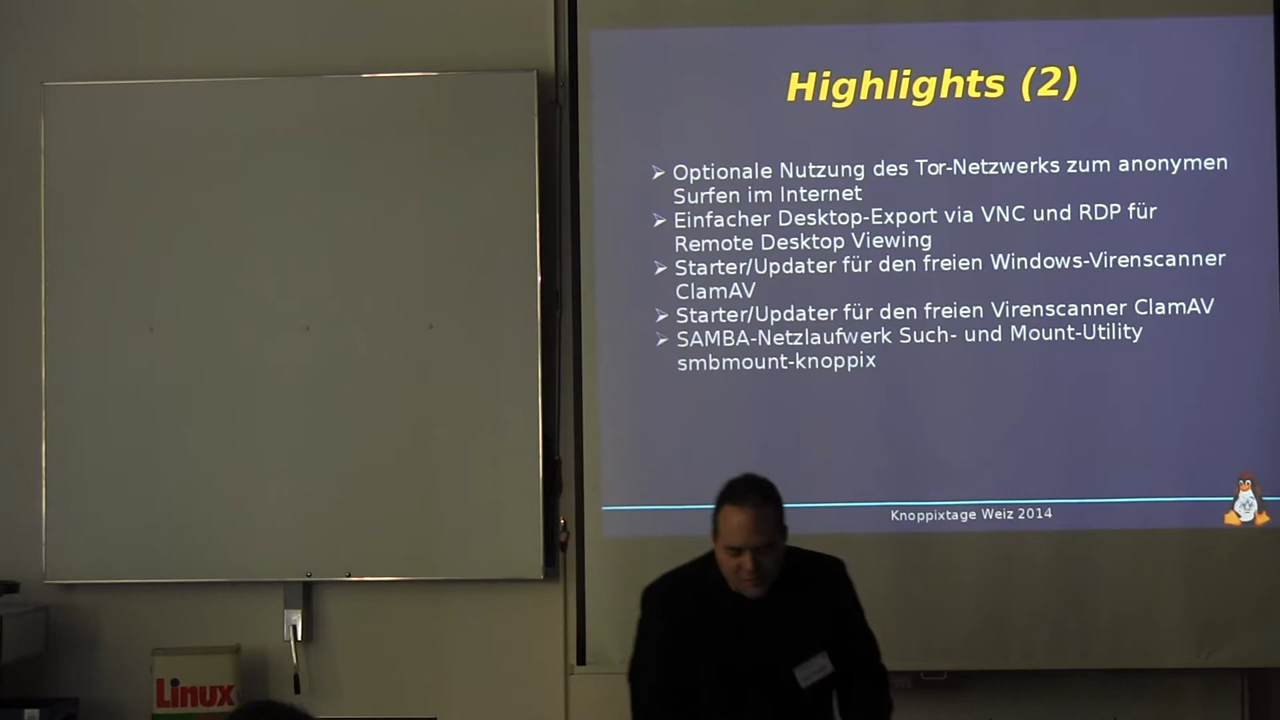 Highlights (2)
Optionale Nutzung des Tor-Netzwerks zum anonymen
Surfen im Internet
Einfacher Desktop-Export via VNC und RDP für
Remote Desktop Viewing
Starter/Updater für den freien Windows-Virenscanner
ClamAV
Starter/Updater für den freien Virenscanner ClamAV
SAMBA-Netzlaufwerk Such- und Mount-Utility
smbmount-knoppix
Knoppixtage Weiz 2014
Linux